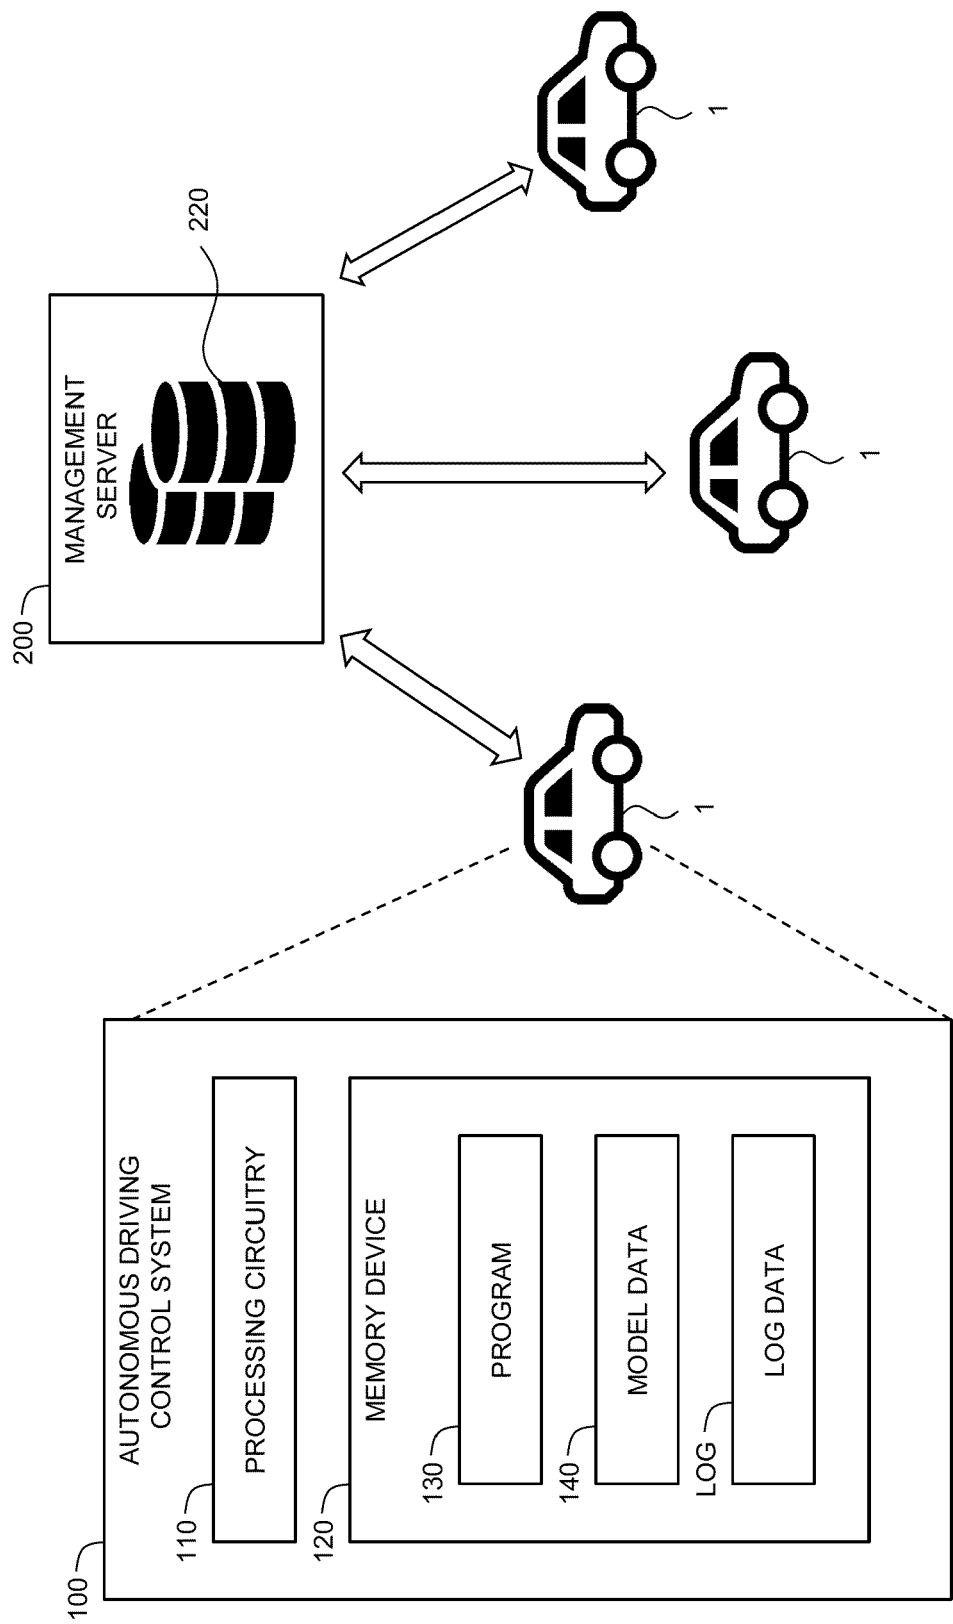 100
AUTONOMOUS DRIVING
CONTROL SYSTEM
110
PROCESSING CIRCUITRY
120
MEMORY DEVICE
130
PROGRAM
140
MODEL DATA
LOG
LOG DATA
200
MANAGEMENT
SERVER
220
1
1
1